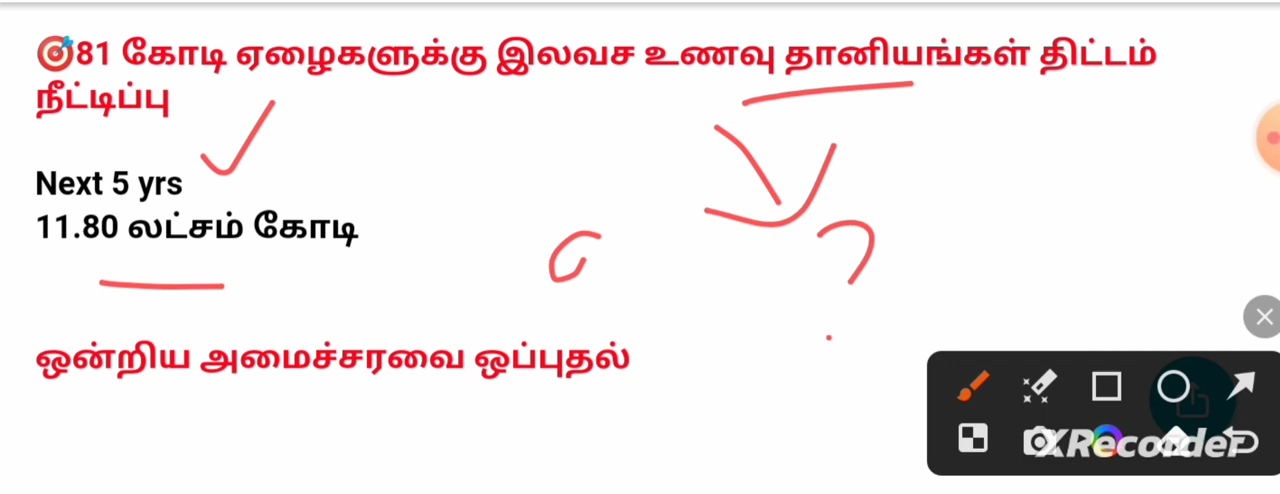 🎯81 கோடி ஏழைகளுக்கு இலவச உணவு தானியங்கள் திட்டம்
நீட்டிப்பு
Next 5 yrs
11.80 லட்சம் கோடி
ஒன்றிய அமைச்சரவை ஒப்புதல்
XRecorder